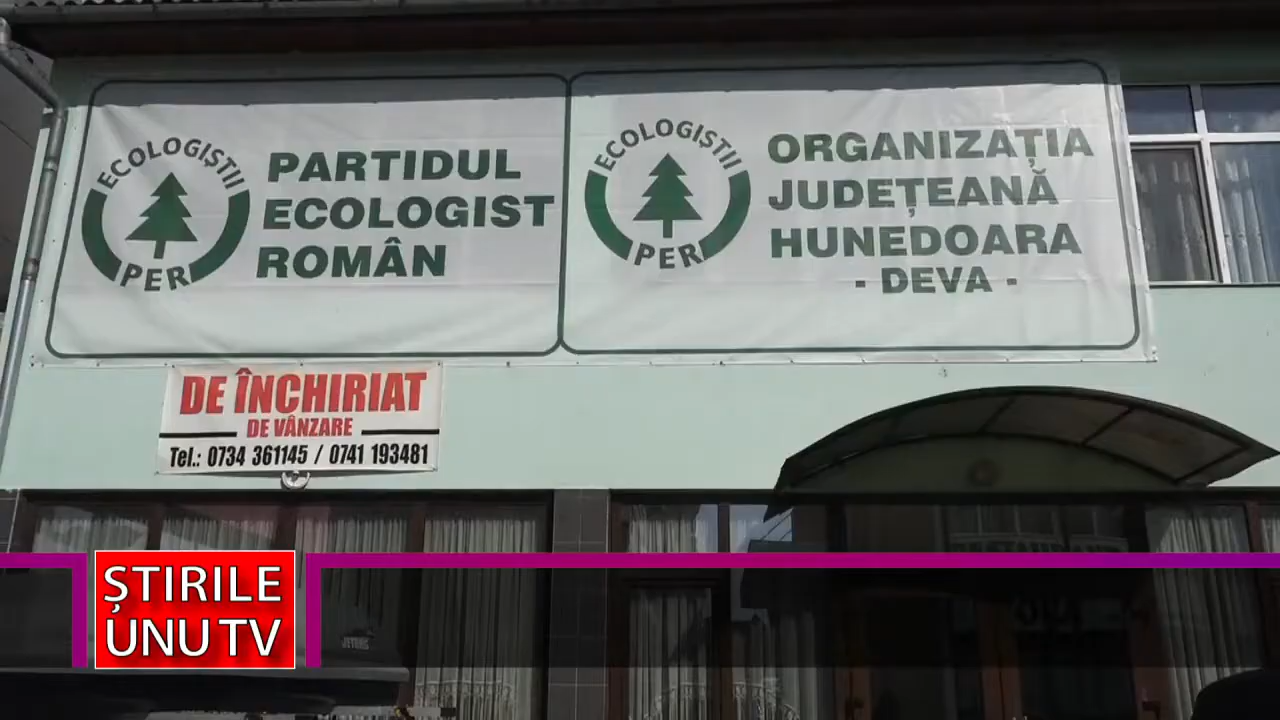 ECOLOGIȘTII
PER
PARTIDUL
ECOLOGIST
ROMÂN
ECOLOGIȘTII
PER
ORGANIZAȚIA
JUDEȚEANĂ
HUNEDOARA
- DEVA -
DE ÎNCHIRIAT
DE VÂNZARE
Tel.: 0734 361145 / 0741 193481
ȘTIRILE
UNU TV